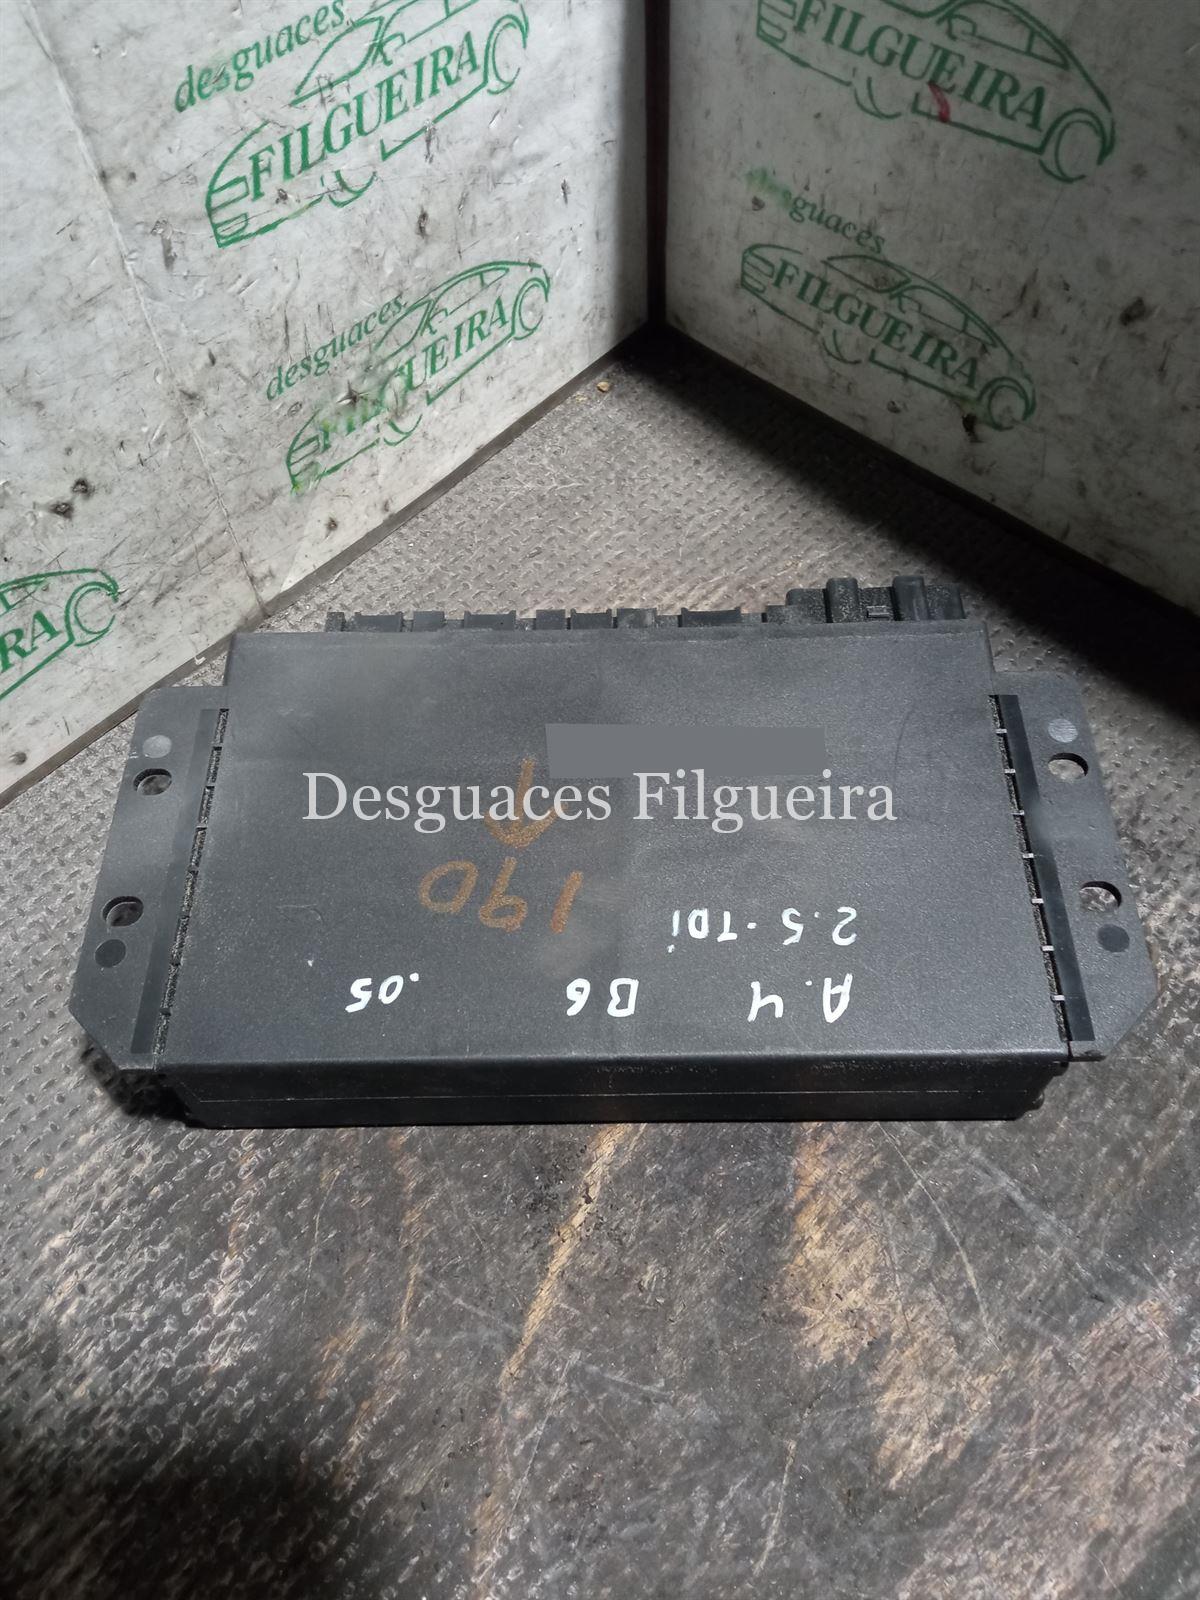 desguaces
FILGUEIRA
FILGUEIRA
desguaces
FILGUEIRA
desguaces
FILGUEIRA
Desguaces Filgueira
190
2.5-TDi
A.4 B6 .05